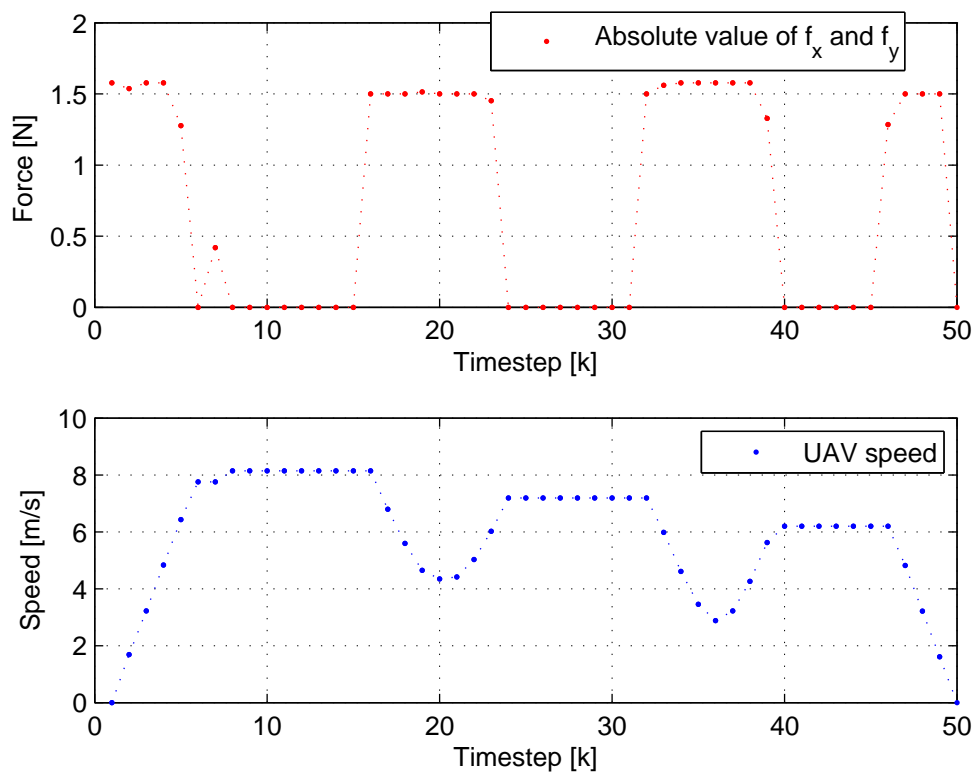 2
1.5
1
0.5
0
Force [N]
Absolute value of f_x and f_y
0 10 20 30 40 50
Timestep [k]
10
8
6
4
2
0
Speed [m/s]
UAV speed
0 10 20 30 40 50
Timestep [k]